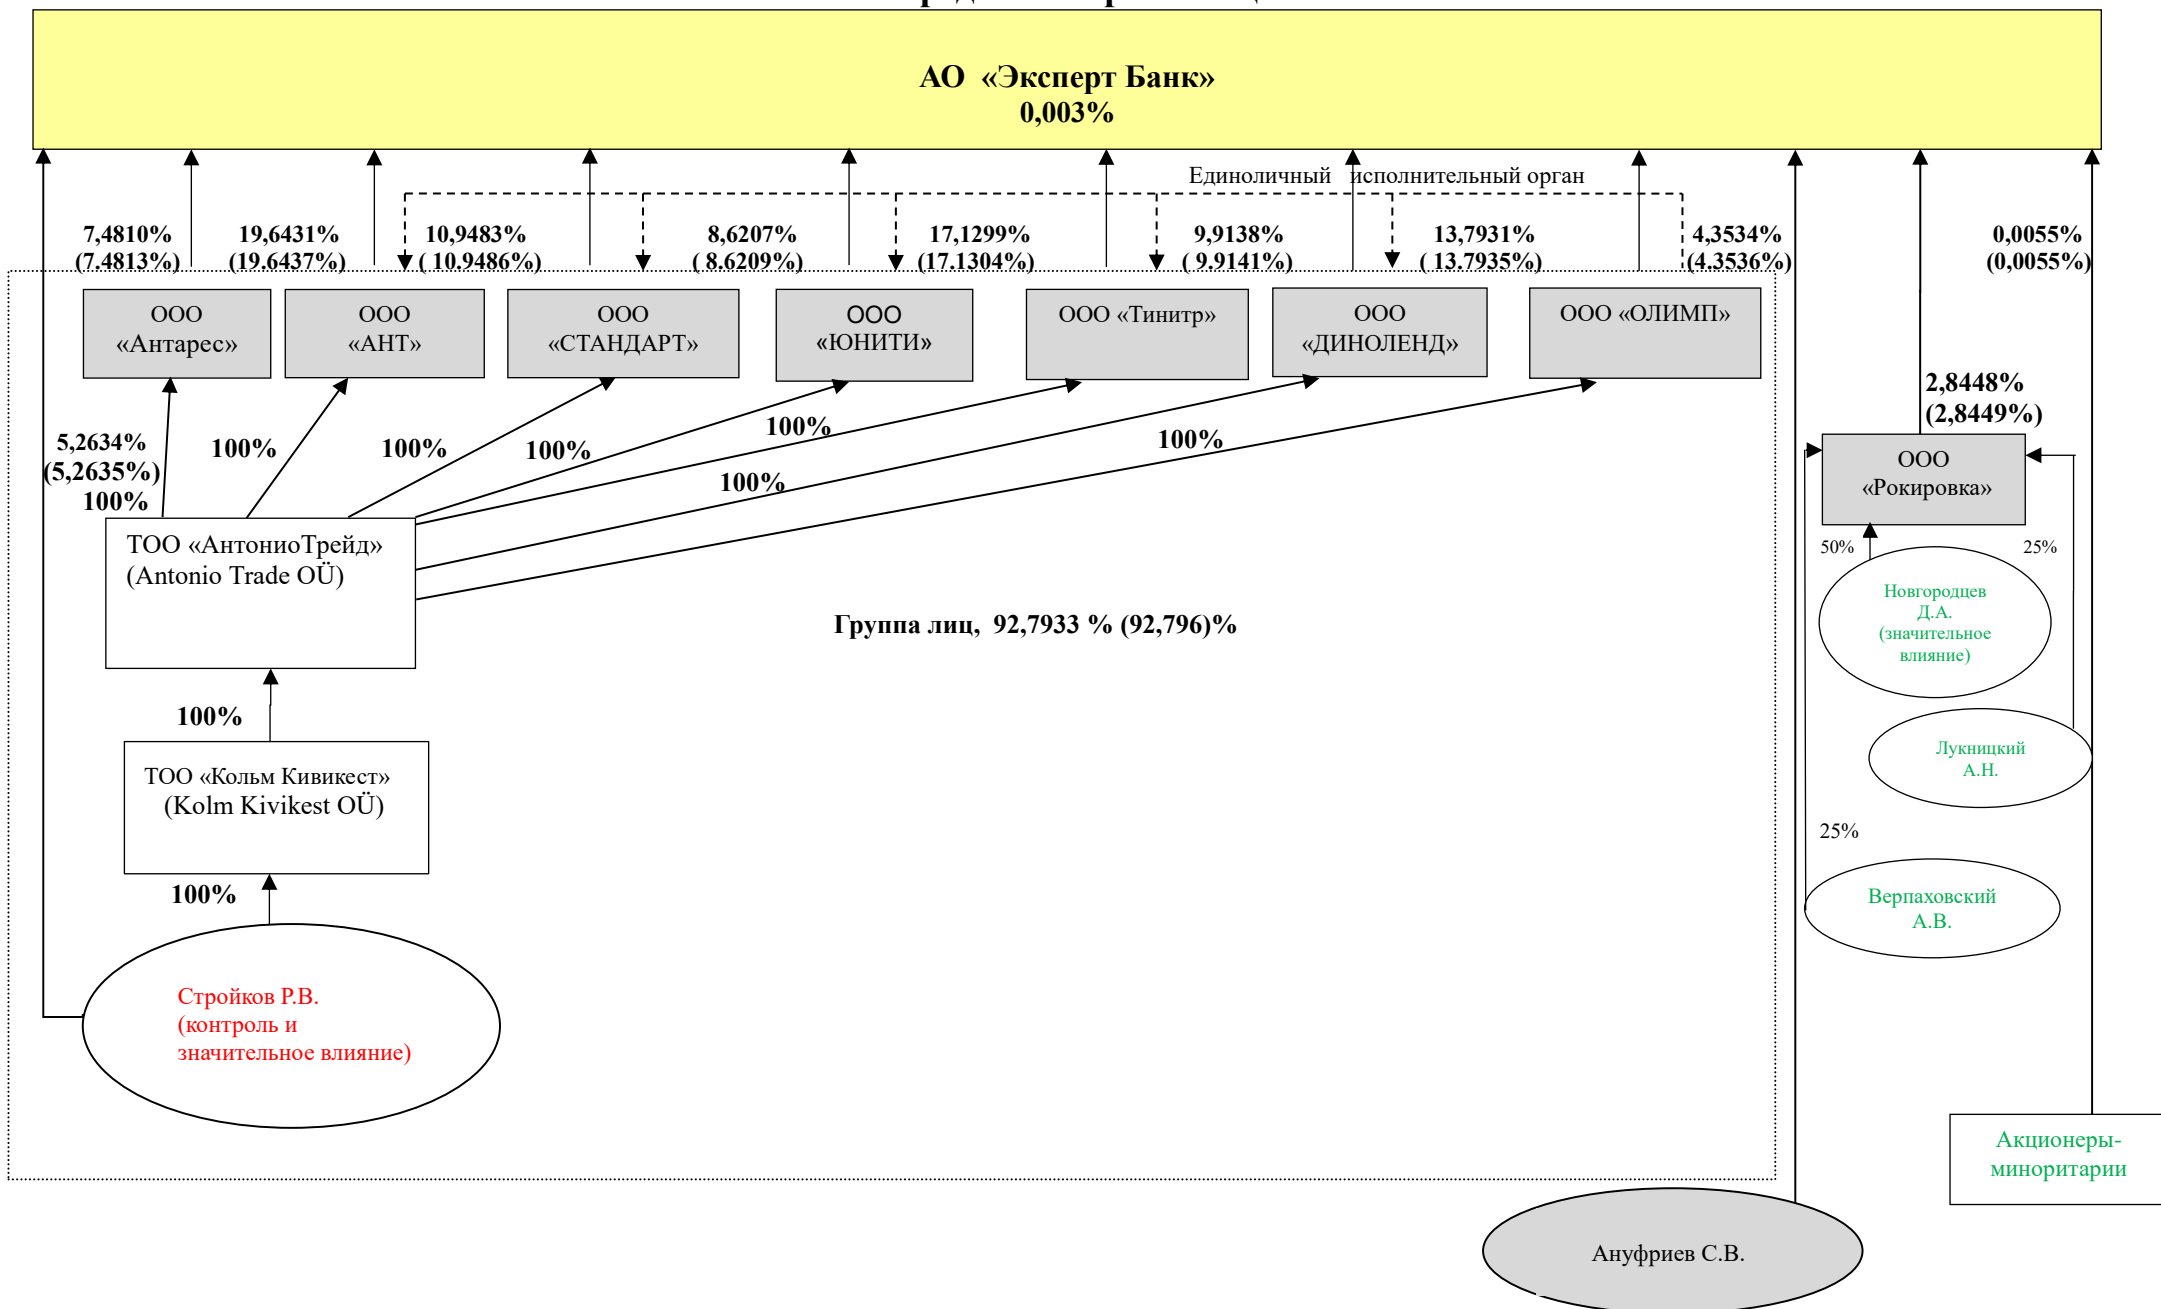 АО «Эксперт Банк»
0,003%
Единоличный исполнительный орган
7,4810%
(7.4813%)
19,6431%
(19.6437%)
10,9483%
( 10.9486%)
8,6207%
( 8.6209%)
17,1299%
(17.1304%)
9,9138%
( 9.9141%)
13,7931%
( 13.7935%)
4,3534%
(4.3536%)
0,0055%
(0,0055%)
ООО
«Антарес»
ООО
«АНТ»
ООО
«СТАНДАРТ»
ООО
«ЮНИТИ»
ООО «Тинитр»
ООО
«ДИНОЛЕНД»
ООО «ОЛИМП»
2,8448%
(2,8449%)
5,2634%
(5,2635%)
100%
100%
100%
100%
100%
100%
100%
ООО
«Рокировка»
ТОО «АнтониоТрейд»
(Antonio Trade OÜ)
50%
25%
Новгородцев
Д.А.
(значительное
влияние)
Группа лиц, 92,7933 % (92,796)%
100%
Лукницкий
А.Н.
ТОО «Кольм Кивикест»
(Kolm Kivikest OÜ)
25%
100%
Верпаховский
А.В.
Стройков Р.В.
(контроль и
значительное влияние)
Акционеры-
миноритарии
Ануфриев С.В.